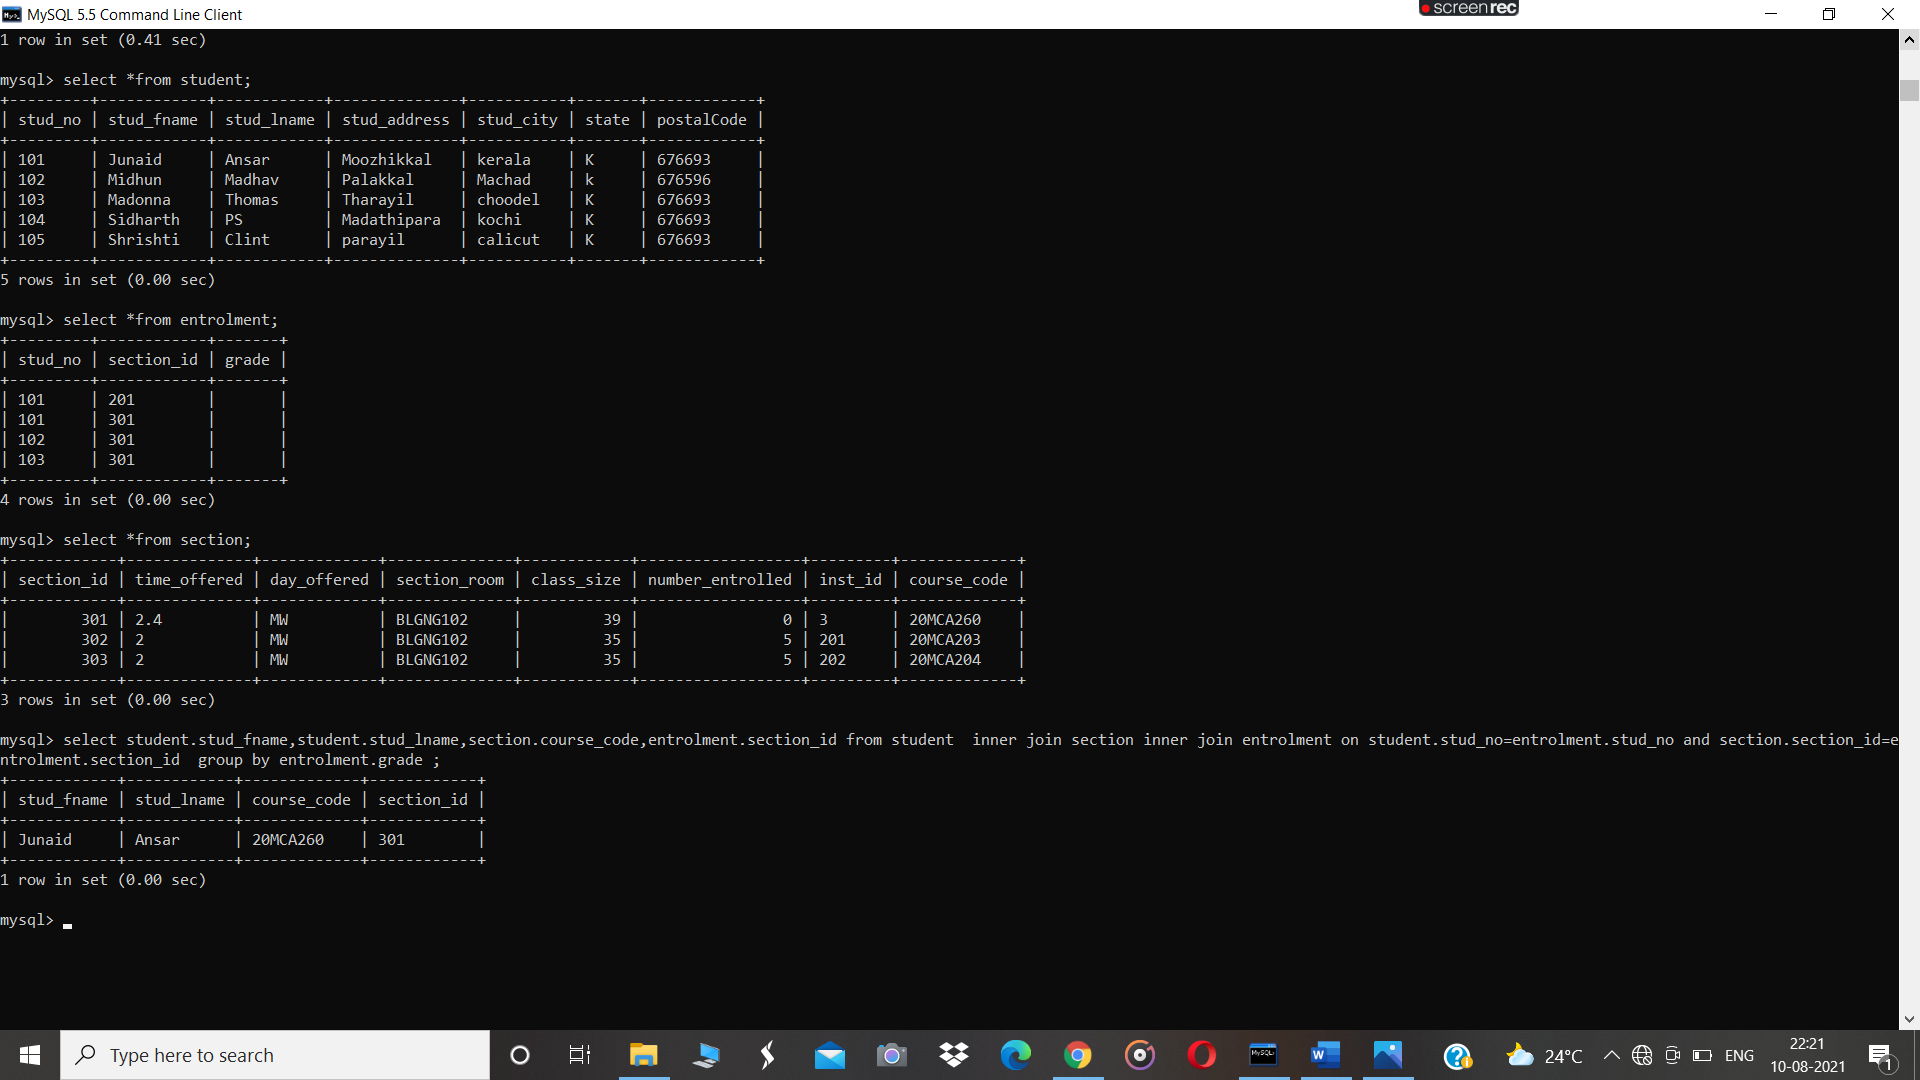 MySQL 5.5 Command Line Client
screenrec
1 row in set (0.41 sec)
mysql> select *from student;
+---------+------------+------------+--------------+-----------+-------+------------+
| stud_no | stud_fname | stud_lname | stud_address | stud_city | state | postalCode |
+---------+------------+------------+--------------+-----------+-------+------------+
| 101     | Junaid     | Ansar      | Moozhikkal   | kerala    | K     | 676693     |
| 102     | Midhun     | Madhav     | Palakkal     | Machad    | k     | 676596     |
| 103     | Madonna    | Thomas     | Tharayil     | choodel   | K     | 676693     |
| 104     | Sidharth   | PS         | Madathipara  | kochi     | K     | 676693     |
| 105     | Shrishti   | Clint      | parayil      | calicut   | K     | 676693     |
+---------+------------+------------+--------------+-----------+-------+------------+
5 rows in set (0.00 sec)
mysql> select *from entrolment;
+---------+------------+-------+
| stud_no | section_id | grade |
+---------+------------+-------+
| 101     | 201        |       |
| 101     | 301        |       |
| 102     | 301        |       |
| 103     | 301        |       |
+---------+------------+-------+
4 rows in set (0.00 sec)
mysql> select *from section;
+------------+--------------+-------------+--------------+------------+------------------+---------+-------------+
| section_id | time_offered | day_offered | section_room | class_size | number_entrolled | inst_id | course_code |
+------------+--------------+-------------+--------------+------------+------------------+---------+-------------+
|        301 | 2.4          | MW          | BLGNG102     |         39 |                0 | 3       | 20MCA260    |
|        302 | 2            | MW          | BLGNG102     |         35 |                5 | 201     | 20MCA203    |
|        303 | 2            | MW          | BLGNG102     |         35 |                5 | 202     | 20MCA204    |
+------------+--------------+-------------+--------------+------------+------------------+---------+-------------+
3 rows in set (0.00 sec)
mysql> select student.stud_fname,student.stud_lname,section.course_code,entrolment.section_id from student  inner join section inner join entrolment on student.stud_no=entrolment.stud_no and section.section_id=e
ntrolment.section_id  group by entrolment.grade ;
+------------+------------+-------------+------------+
| stud_fname | stud_lname | course_code | section_id |
+------------+------------+-------------+------------+
| Junaid     | Ansar      | 20MCA260    | 301        |
+------------+------------+-------------+------------+
1 row in set (0.00 sec)
mysql>
Type here to search
24°C
ENG
22:21
10-08-2021
1